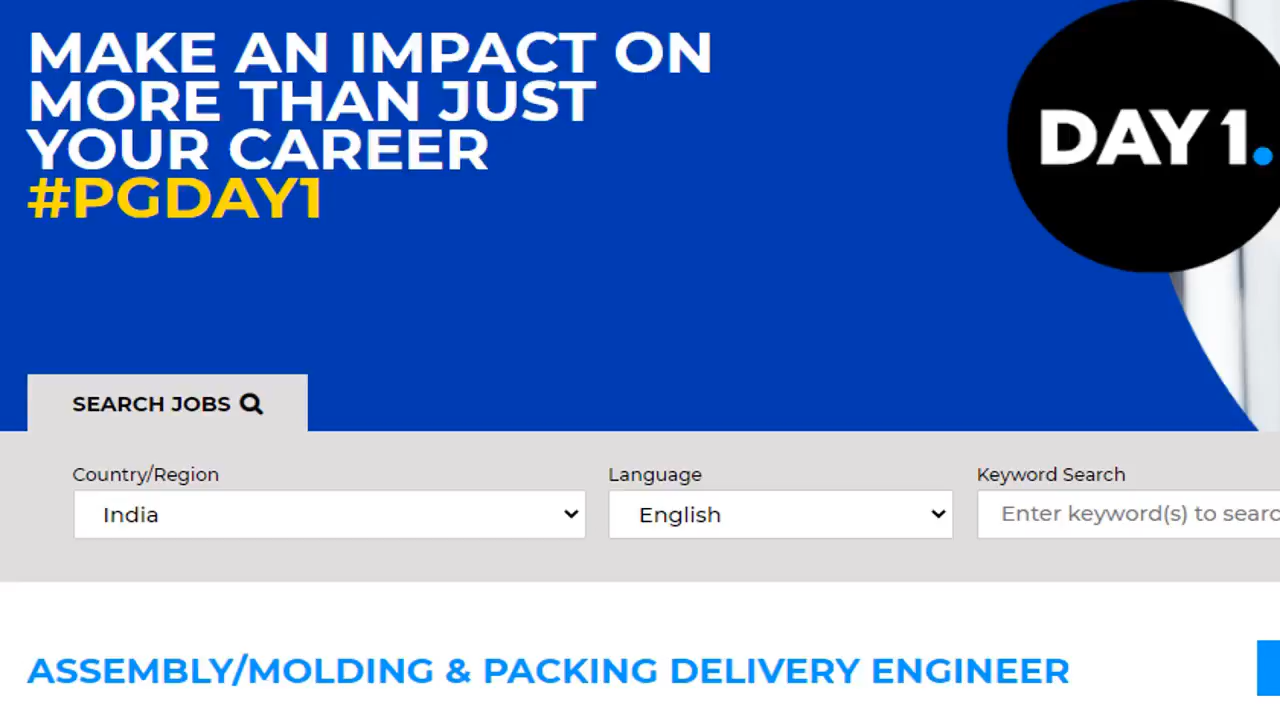 MAKE AN IMPACT ON
MORE THAN JUST
YOUR CAREER
#PGDAY1
DAY 1.
SEARCH JOBS
Country/Region
Language
Keyword Search
India
English
Enter keyword(s) to searc
ASSEMBLY/MOLDING & PACKING DELIVERY ENGINEER